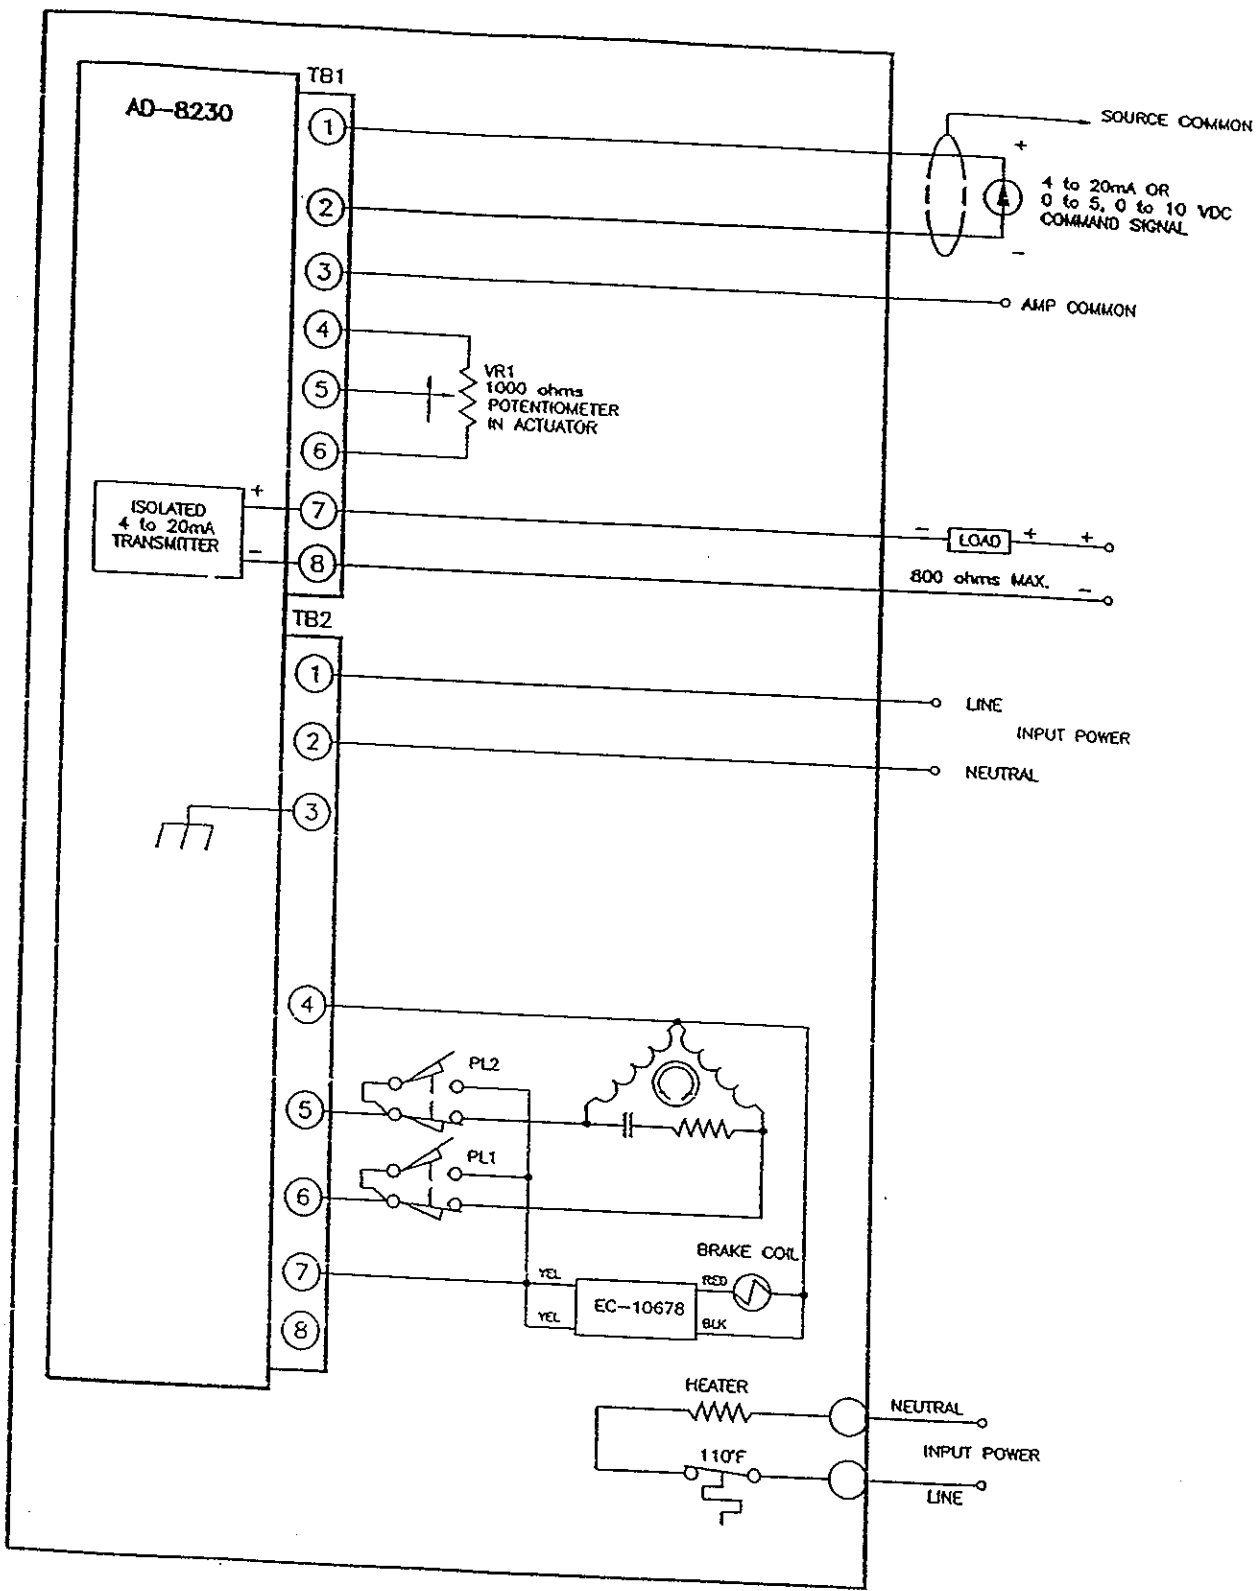 AD-8230
TB1
1
2
3
4
5
6
7
8
SOURCE COMMON
+
4 to 20mA OR
0 to 5, 0 to 10 VDC
COMMAND SIGNAL
-
AMP COMMON
VR1
1000 ohms
POTENTIOMETER
IN ACTUATOR
ISOLATED
4 to 20mA
TRANSMITTER
+
-
- LOAD + +
800 ohms MAX. -
TB2
1
2
3
4
5
6
7
8
LINE
INPUT POWER
NEUTRAL
PL2
PL1
BRAKE COIL
YEL
YEL
EC-10678
RED
BLK
HEATER
110°F
NEUTRAL
INPUT POWER
LINE